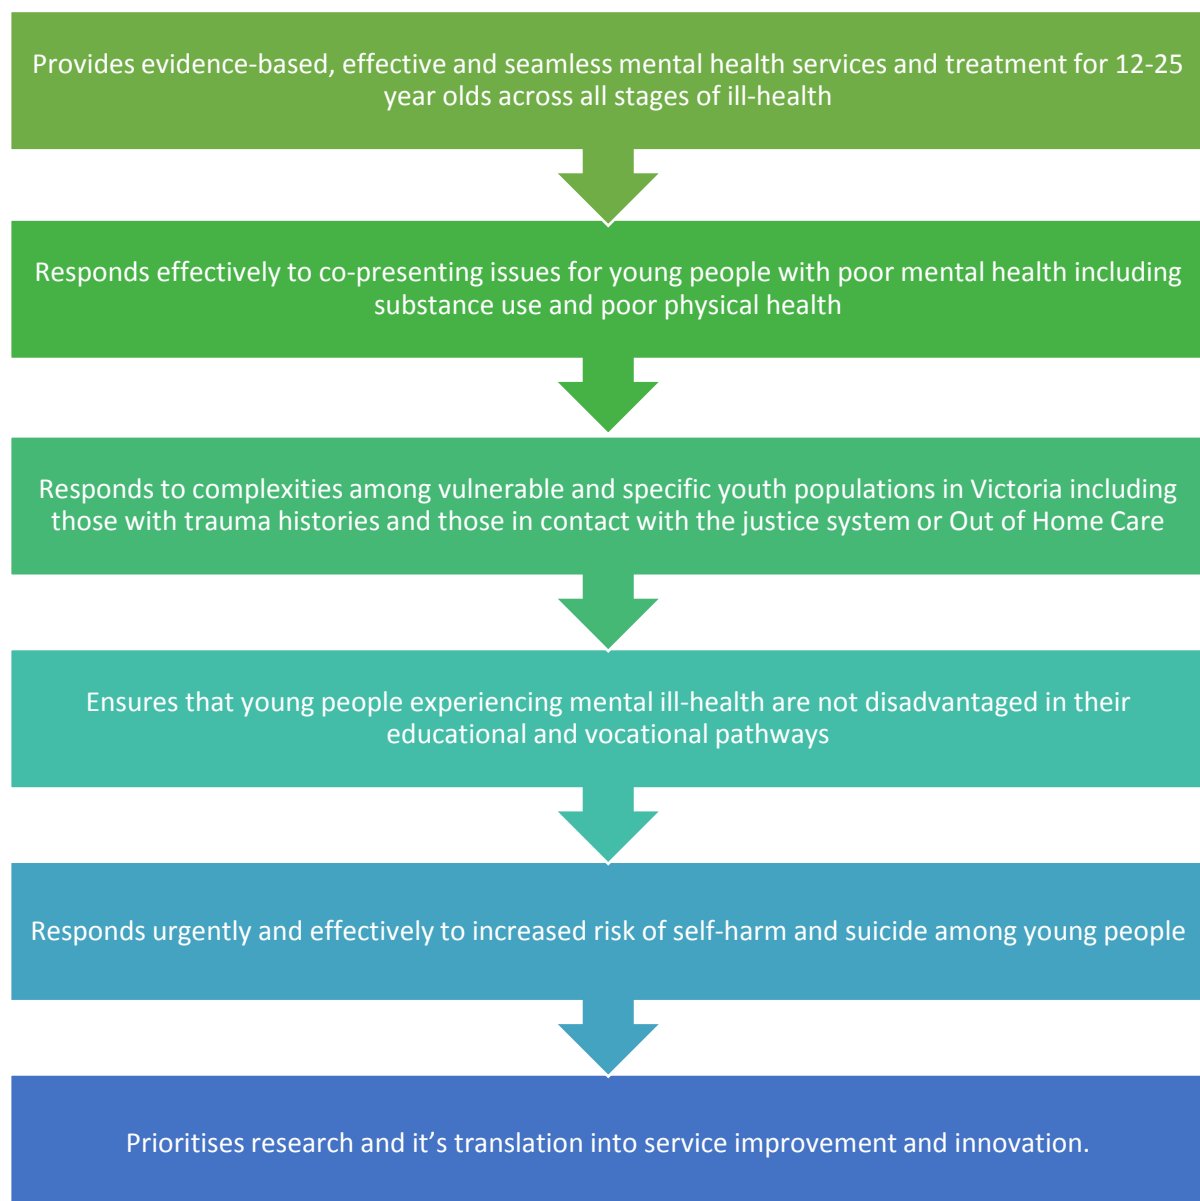 Provides evidence-based, effective and seamless mental health services and treatment for 12-25
year olds across all stages of ill-health
Responds effectively to co-presenting issues for young people with poor mental health including
substance use and poor physical health
Responds to complexities among vulnerable and specific youth populations in Victoria including
those with trauma histories and those in contact with the justice system or Out of Home Care
Ensures that young people experiencing mental ill-health are not disadvantaged in their
educational and vocational pathways
Responds urgently and effectively to increased risk of self-harm and suicide among young people
Prioritises research and it’s translation into service improvement and innovation.